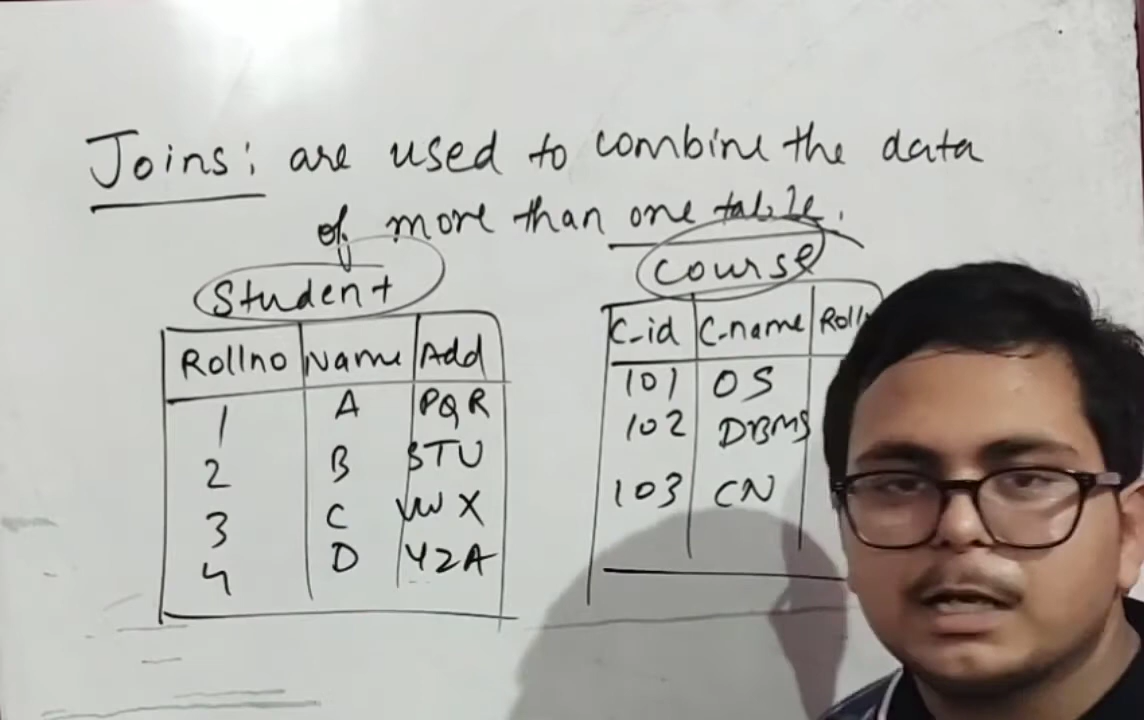 Joins: are used to combine the data
of more than one table.
Student
Rollno Name Add
1 A PQR
2 B STU
3 C VWX
4 D YZA
Course
C-id C-name Roll
101 OS
102 DBMS
103 CN